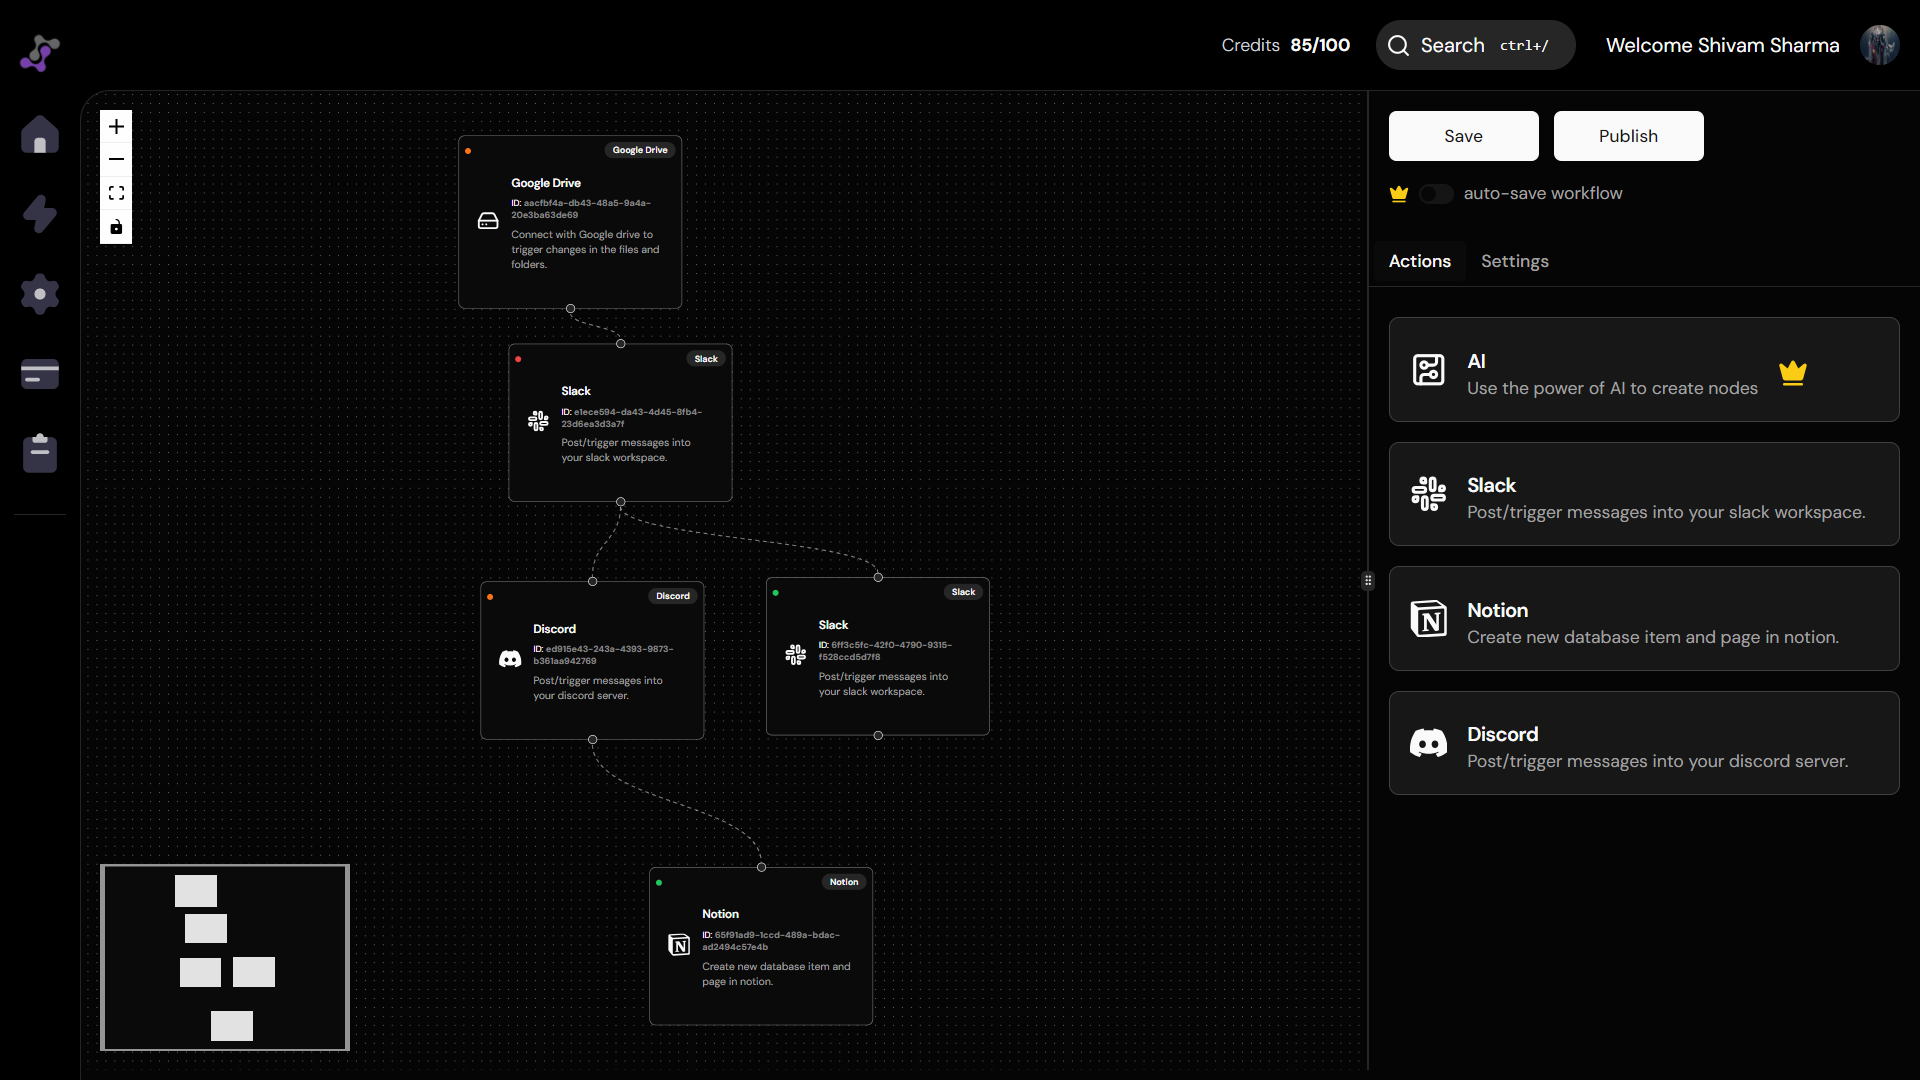 Credits 85/100
Search ctrl+/
Welcome Shivam Sharma
Google Drive
Google Drive
ID: aacfbf4a-db43-48a5-9a4a-
20e3ba63de69
Connect with Google drive to
trigger changes in the files and
folders.
Slack
Slack
ID: e1ece594-da43-4d45-8fb4-
23d6ea3d3a7f
Post/trigger messages into
your slack workspace.
Discord
Discord
ID: ed915e43-243a-4393-9873-
b361aa942769
Post/trigger messages into
your discord server.
Slack
Slack
ID: 6ff3c5fc-42f0-4790-9315-
f528ccd5d7f8
Post/trigger messages into
your slack workspace.
Notion
Notion
ID: 65f91ad9-1ccd-489a-bdac-
ad2494c57e4b
Create new database item and
page in notion.
Save
Publish
auto-save workflow
Actions
Settings
AI
Use the power of AI to create nodes
Slack
Post/trigger messages into your slack workspace.
Notion
Create new database item and page in notion.
Discord
Post/trigger messages into your discord server.